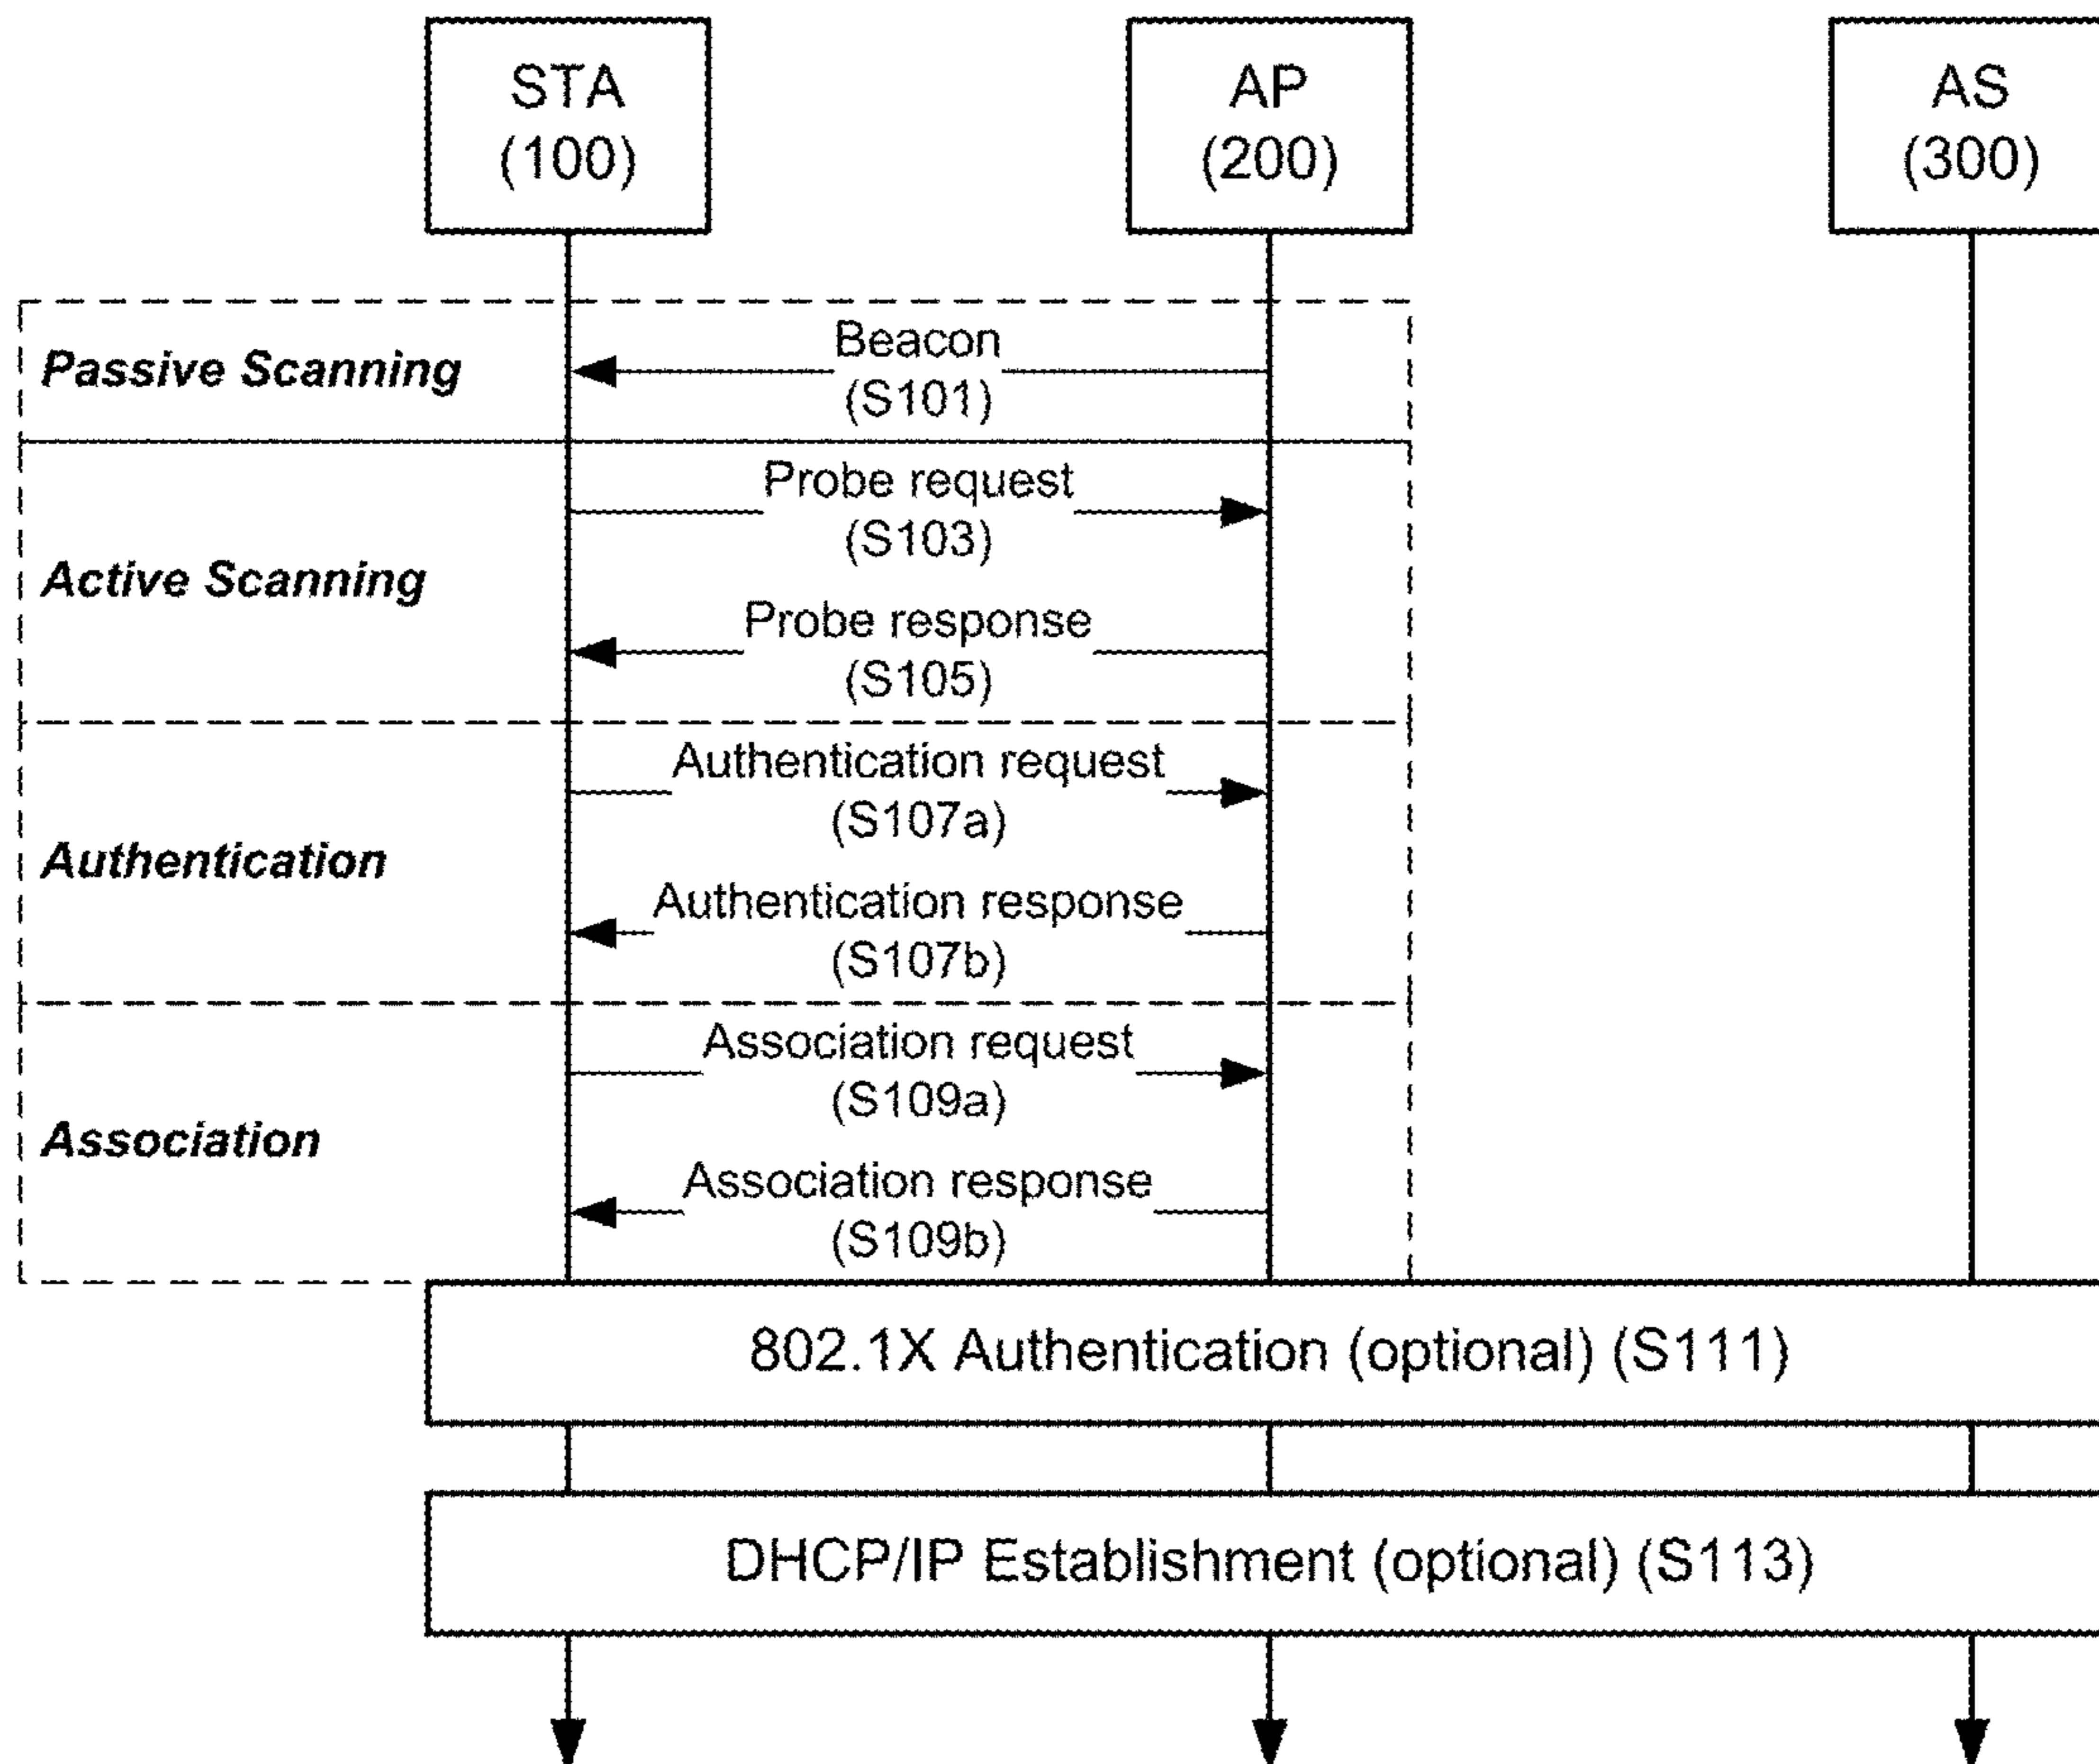 STA
(100)
AP
(200)
AS
(300)
Passive Scanning
Beacon
(S101)
Active Scanning
Probe request
(S103)
Probe response
(S105)
Authentication
Authentication request
(S107a)
Authentication response
(S107b)
Association
Association request
(S109a)
Association response
(S109b)
802.1X Authentication (optional) (S111)
DHCP/IP Establishment (optional) (S113)